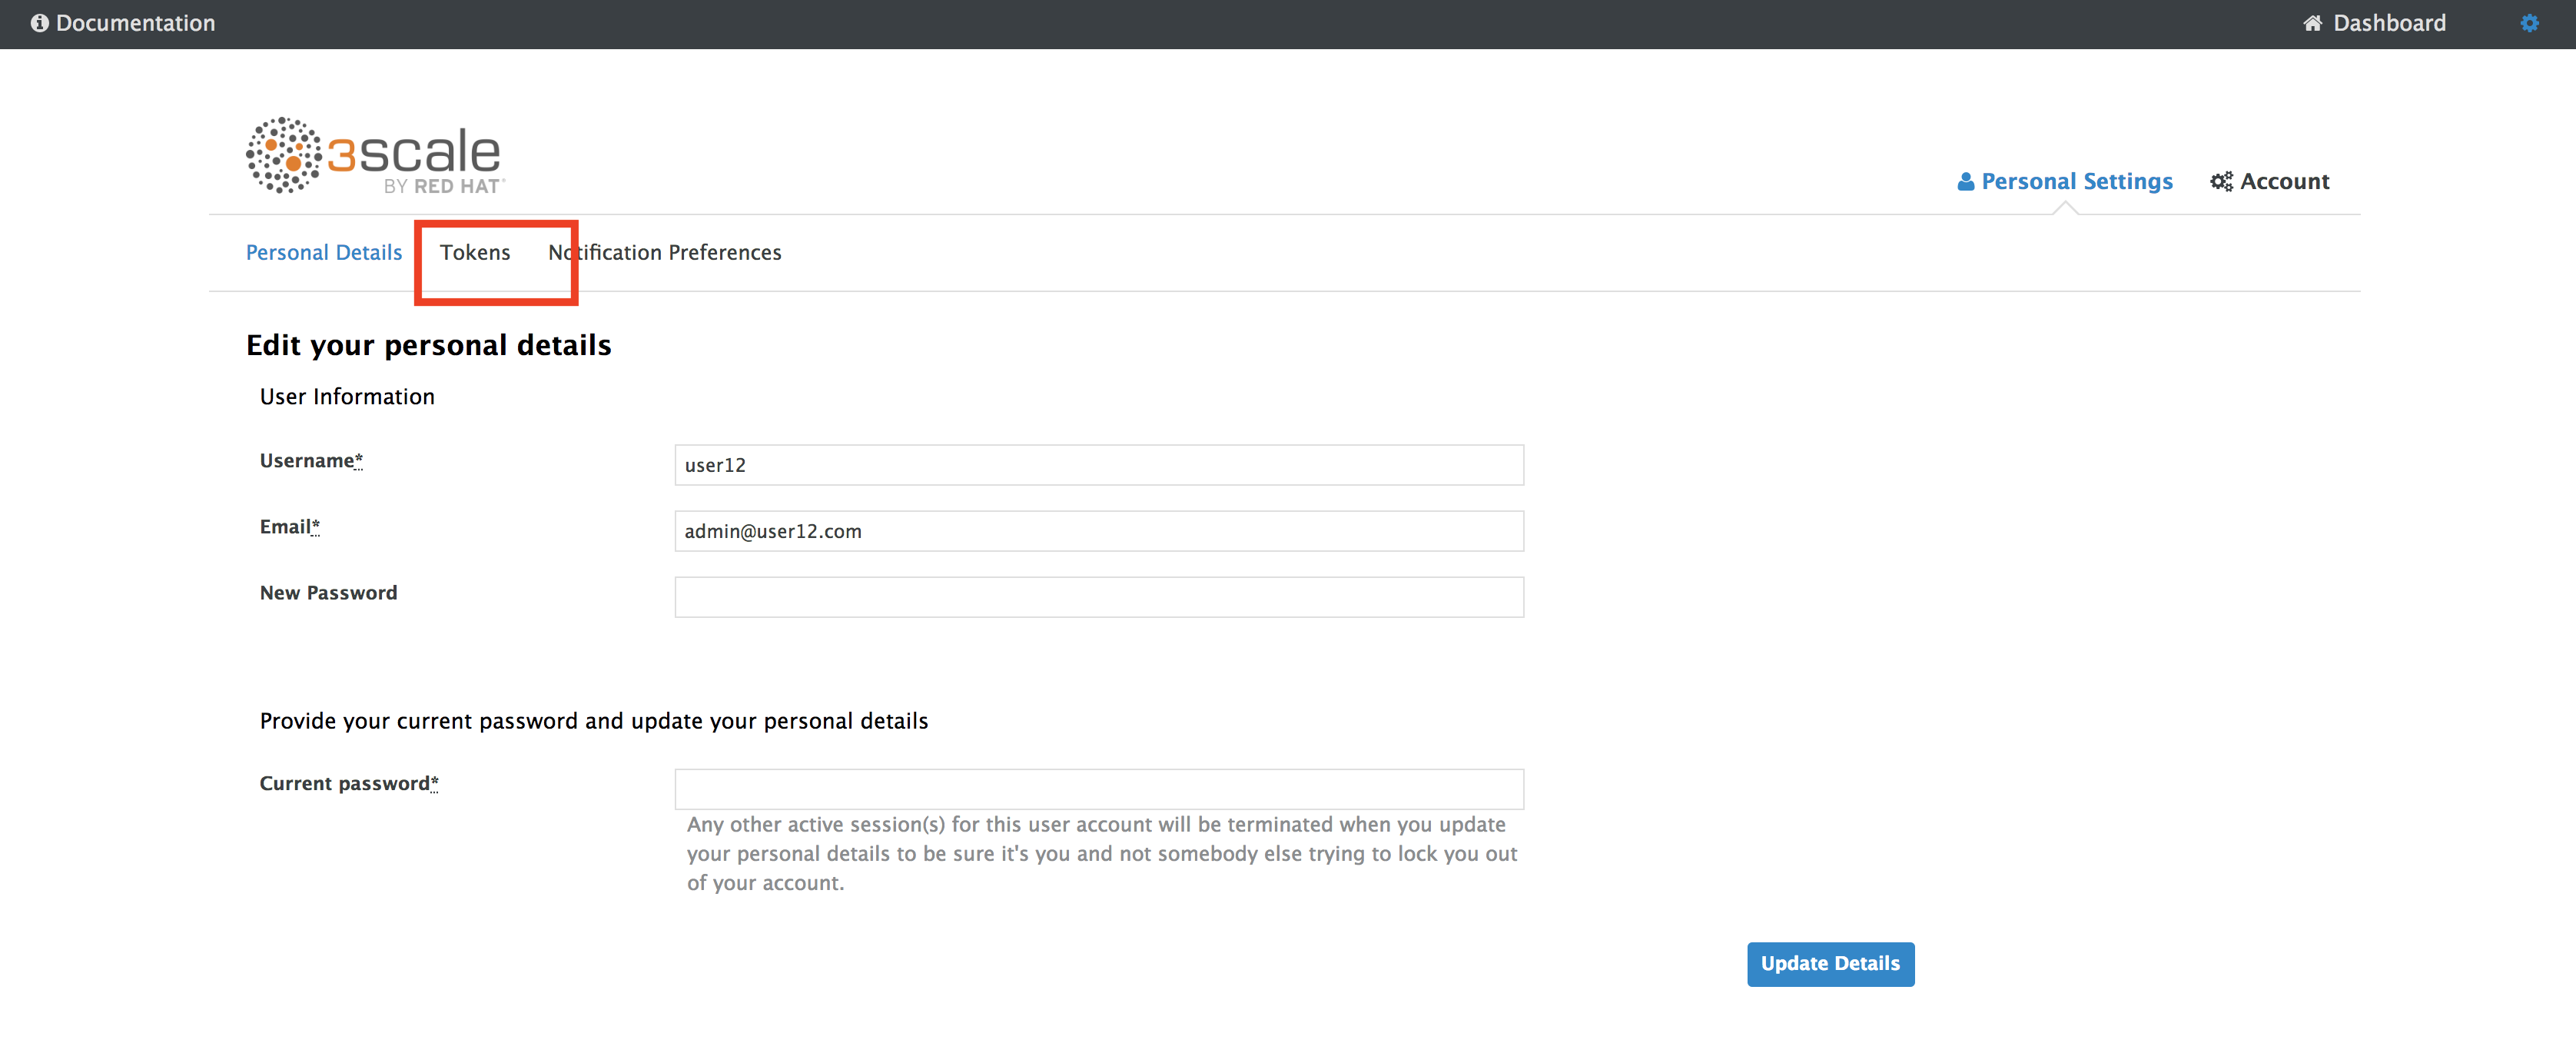 Documentation
Dashboard
3scale
BY RED HAT
Personal Settings
Account
Personal Details
Tokens
Notification Preferences
Edit your personal details
User Information
Username*
user12
Email*
admin@user12.com
New Password
Provide your current password and update your personal details
Current password*
Any other active session(s) for this user account will be terminated when you update
your personal details to be sure it's you and not somebody else trying to lock you out
of your account.
Update Details